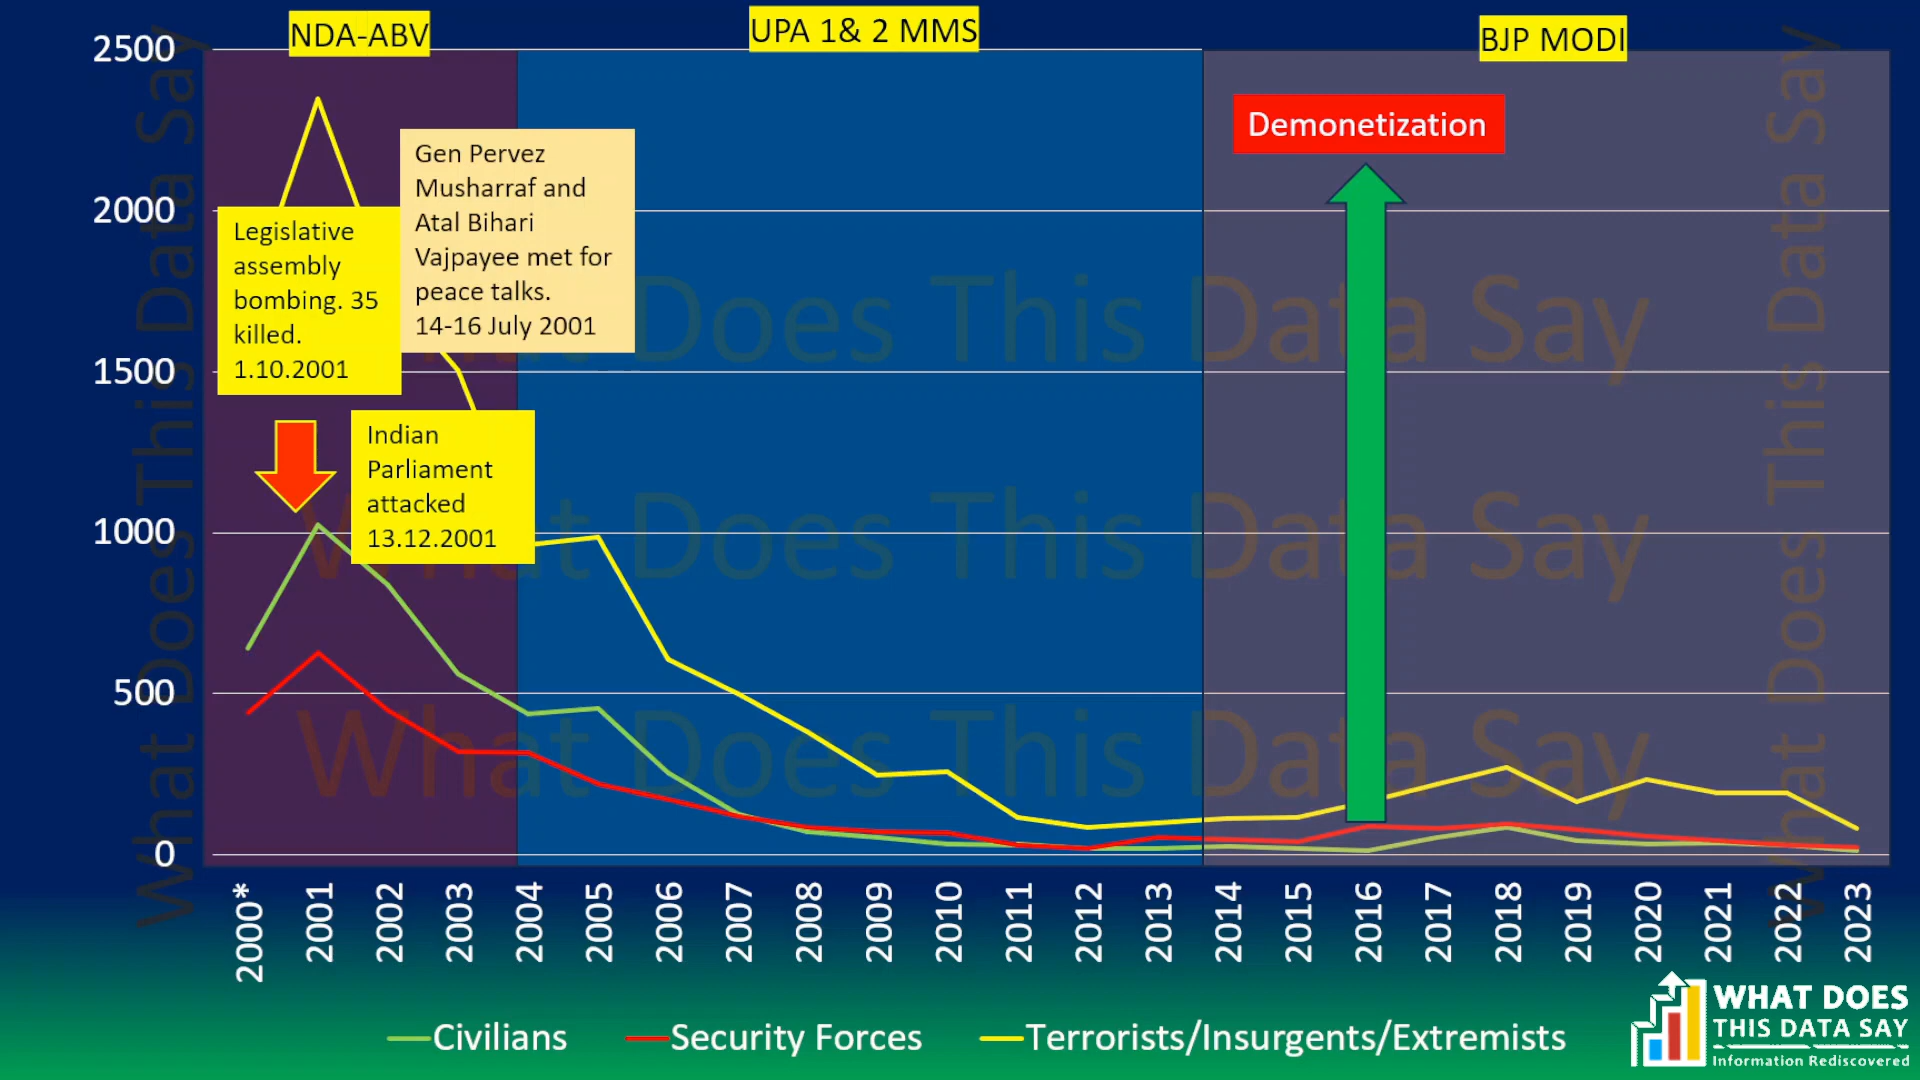 NDA-ABV
UPA 1& 2 MMS
BJP MODI
2500
2000
1500
1000
500
0
Demonetization
Gen Pervez
Musharraf and
Atal Bihari
Vajpayee met for
peace talks.
14-16 July 2001
Legislative
assembly
bombing. 35
killed.
1.10.2001
Indian
Parliament
attacked
13.12.2001
What Does This Data Say
What Does This Data Say
What Does This Data Say
What Does This Data Say
What Does This Data Say
2000*
2001
2002
2003
2004
2005
2006
2007
2008
2009
2010
2011
2012
2013
2014
2015
2016
2017
2018
2019
2020
2021
2022
2023
Civilians
Security Forces
Terrorists/Insurgents/Extremists
WHAT DOES
THIS DATA SAY
Information Rediscovered